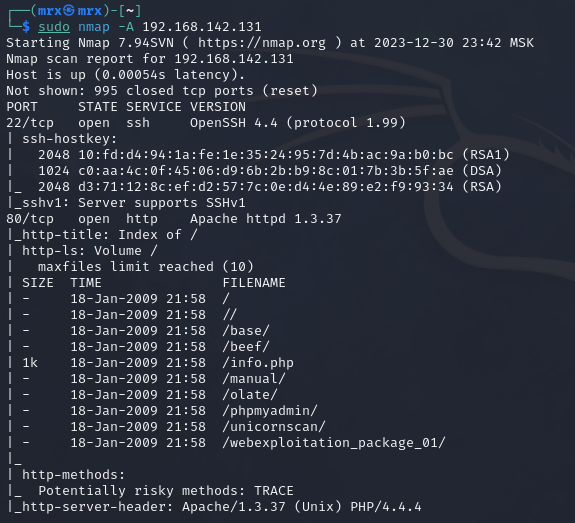 ┌──(mrx㉿mrx)-[~]
└─$ sudo nmap -A 192.168.142.131
Starting Nmap 7.94SVN ( https://nmap.org ) at 2023-12-30 23:42 MSK
Nmap scan report for 192.168.142.131
Host is up (0.00054s latency).
Not shown: 995 closed tcp ports (reset)
PORT     STATE SERVICE VERSION
22/tcp   open  ssh     OpenSSH 4.4 (protocol 1.99)
| ssh-hostkey:
|   2048 10:fd:d4:94:1a:fe:1e:35:24:95:7d:4b:ac:9a:b0:bc (RSA1)
|   1024 c0:aa:4c:0f:45:06:d9:6b:2b:b9:8c:01:7b:3b:5f:ae (DSA)
|_  2048 d3:71:12:8c:ef:d2:57:7c:0e:d4:4e:89:e2:f9:93:34 (RSA)
|_sshv1: Server supports SSHv1
80/tcp   open  http    Apache httpd 1.3.37
|_http-title: Index of /
| http-ls: Volume /
|   maxfiles limit reached (10)
| SIZE  TIME               FILENAME
| -     18-Jan-2009 21:58  /
| -     18-Jan-2009 21:58  //
| -     18-Jan-2009 21:58  /base/
| -     18-Jan-2009 21:58  /beef/
| 1k    18-Jan-2009 21:58  /info.php
| -     18-Jan-2009 21:58  /manual/
| -     18-Jan-2009 21:58  /olate/
| -     18-Jan-2009 21:58  /phpmyadmin/
| -     18-Jan-2009 21:58  /unicornscan/
| -     18-Jan-2009 21:58  /webexploitation_package_01/
|_
| http-methods:
|_  Potentially risky methods: TRACE
|_http-server-header: Apache/1.3.37 (Unix) PHP/4.4.4